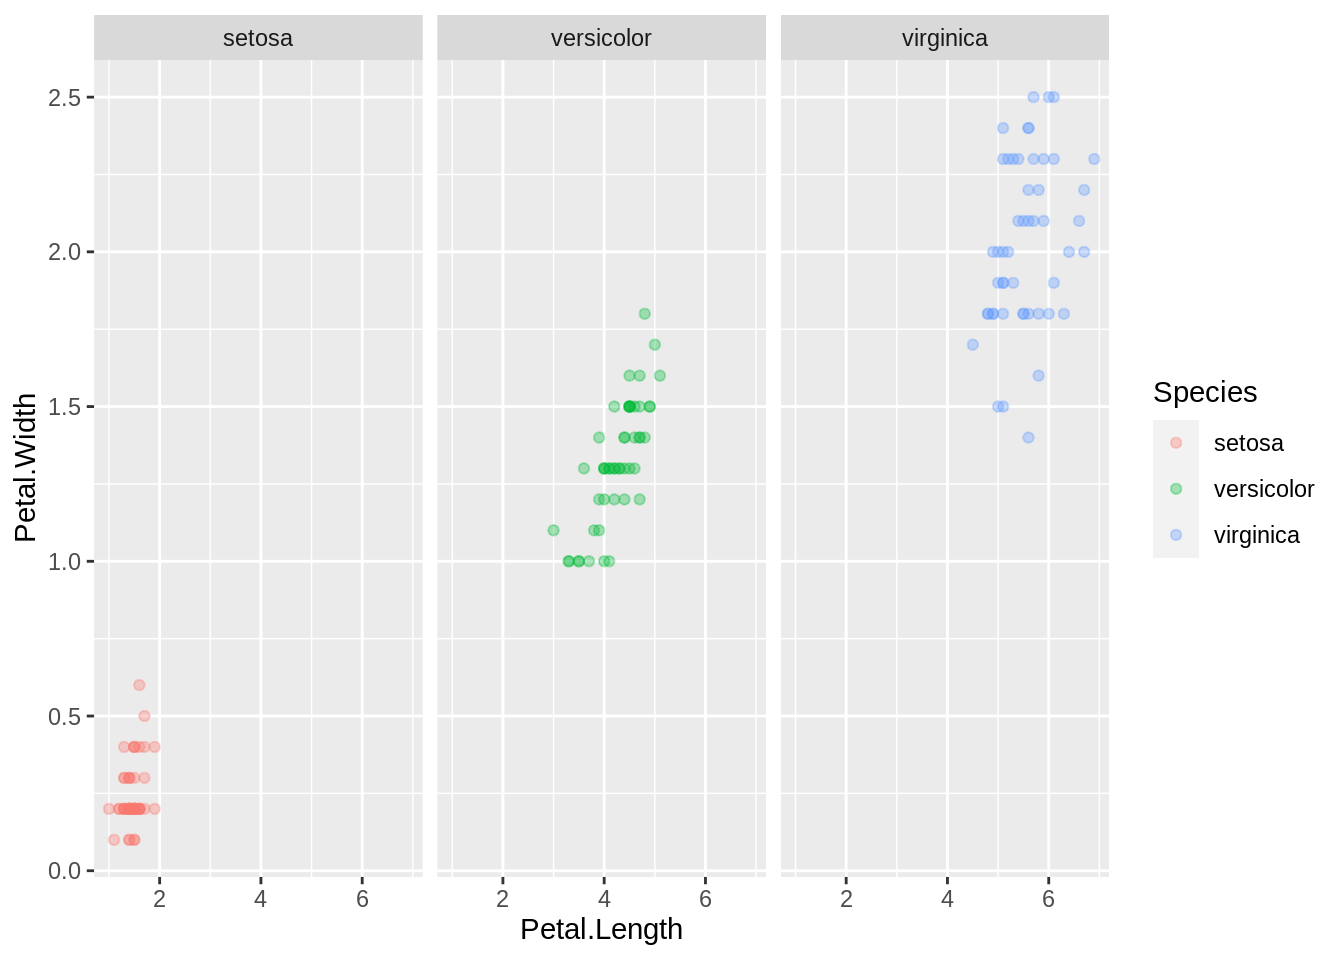 setosa
versicolor
virginica
2.5
2.0
1.5
1.0
0.5
0.0
Petal.Width
2 4 6
2 4 6
2 4 6
Petal.Length
Species
setosa
versicolor
virginica